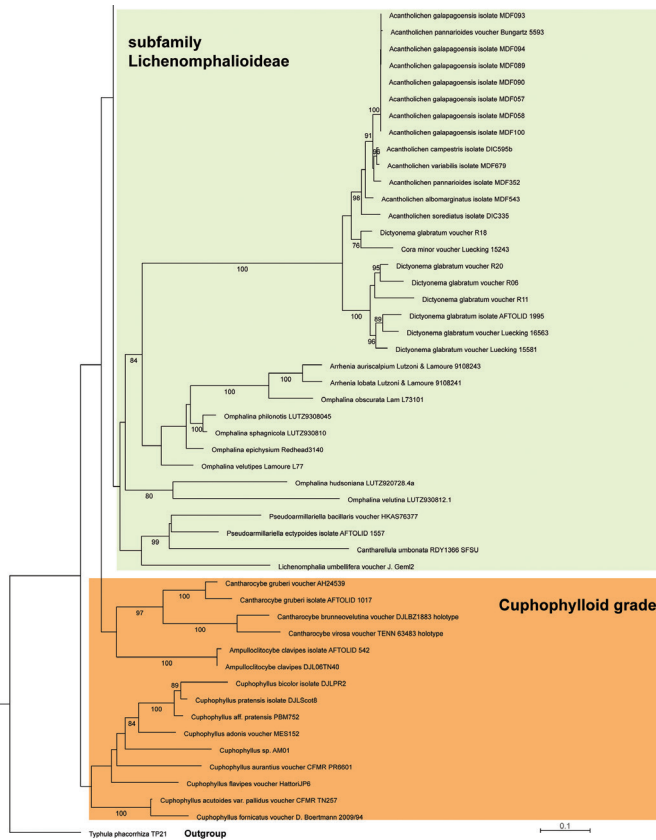 subfamily
Lichenomphalioideae
Acantholichen galapagoensis isolate MDF093
Acantholichen pannarioides voucher Bungartz 5593
Acantholichen galapagoensis isolate MDF094
Acantholichen galapagoensis isolate MDF089
Acantholichen galapagoensis isolate MDF090
Acantholichen galapagoensis isolate MDF057
Acantholichen galapagoensis isolate MDF058
100
Acantholichen galapagoensis isolate MDF100
91
Acantholichen campestris isolate DIC595b
Acantholichen variabilis isolate MDF679
Acantholichen pannarioides isolate MDF352
98
Acantholichen albomarginatus isolate MDF543
Acantholichen sorediatus isolate DIC335
Dictyonema glabratum voucher R18
76
Cora minor voucher Luecking 15243
100
95
Dictyonema glabratum voucher R20
Dictyonema glabratum voucher R06
Dictyonema glabratum voucher R11
100
89
Dictyonema glabratum isolate AFTOLID 1995
Dictyonema glabratum voucher Luecking 16563
96
Dictyonema glabratum voucher Luecking 15581
84
Arrhenia auriscalpium Lutzoni & Lamoure 9108243
100
Arrhenia lobata Lutzoni & Lamoure 9108241
100
Omphalina obscurata Lam L73101
Omphalina philonotis LUTZ9308045
100
Omphalina sphagnicola LUTZ930810
Omphalina epichysium Redhead3140
Omphalina velutipes Lamoure L77
Omphalina hudsoniana LUTZ920728.4a
80
Omphalina velutina LUTZ930812.1
Pseudoarmillariella bacillaris voucher HKAS76377
Pseudoarmillariella ectypoides isolate AFTOLID 1557
99
Cantharellula umbonata RDY1366 SFSU
Lichenomphalia umbellifera voucher J. Geml2
Cantharocybe gruberi voucher AH24539
100
Cantharocybe gruberi isolate AFTOLID 1017
Cuphophylloid grade
97
Cantharocybe brunneovelutina voucher DJLBZ1883 holotype
100
Cantharocybe virosa voucher TENN 63483 holotype
Ampulloclitocybe clavipes isolate AFTOLID 542
100
Ampulloclitocybe clavipes DJL06TN40
89
Cuphophyllus bicolor isolate DJLPR2
Cuphophyllus pratensis isolate DJLScot8
100
Cuphophyllus aff. pratensis PBM752
84
Cuphophyllus adonis voucher MES152
Cuphophyllus sp. AM01
Cuphophyllus aurantius voucher CFMR PR6601
Cuphophyllus flavipes voucher HattoriJP6
Cuphophyllus acutoides var. pallidus voucher CFMR TN257
100
Cuphophyllus fornicatus voucher D. Boertmann 2009/94
0.1
Typhula phacorrhiza TP21 Outgroup